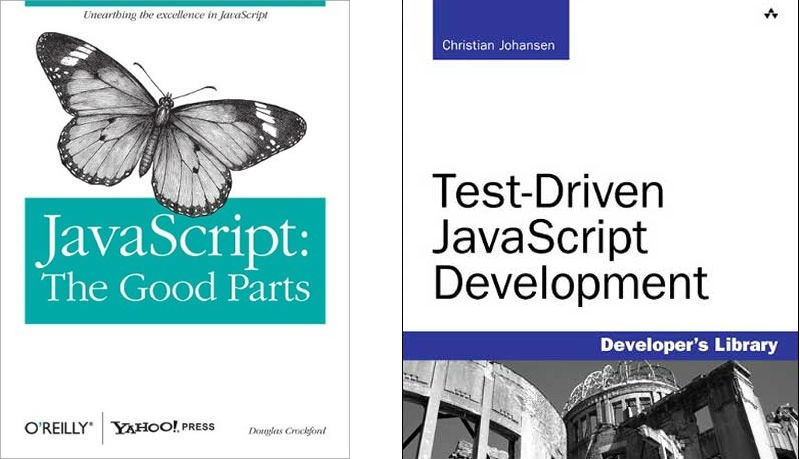 Unearthing the excellence in JavaScript
JavaScript:
The Good Parts
O'REILLY®
YAHOO! PRESS
Douglas Crockford
Christian Johansen
Test-Driven
JavaScript
Development
Developer's Library